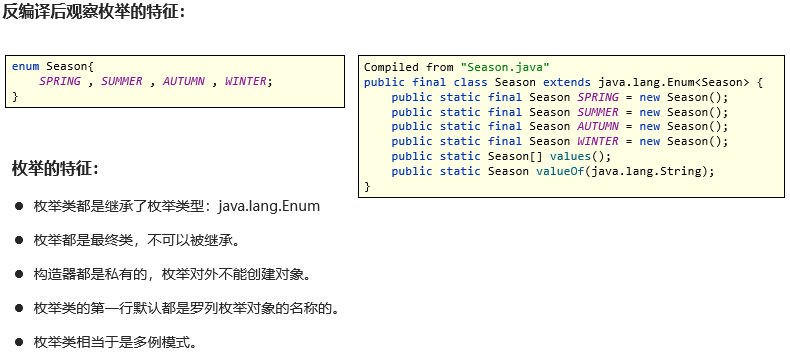 反编译后观察枚举的特征：
enum Season{
SPRING , SUMMER , AUTUMN , WINTER;
}
Compiled from "Season.java"
public final class Season extends java.lang.Enum<Season> {
public static final Season SPRING = new Season();
public static final Season SUMMER = new Season();
public static final Season AUTUMN = new Season();
public static final Season WINTER = new Season();
public static Season[] values();
public static Season valueOf(java.lang.String);
}
枚举的特征：
● 枚举类都是继承了枚举类型：java.lang.Enum
● 枚举都是最终类，不可以被继承。
● 构造器都是私有的，枚举对外不能创建对象。
● 枚举类的第一行默认都是罗列枚举对象的名称的。
● 枚举类相当于是多例模式。